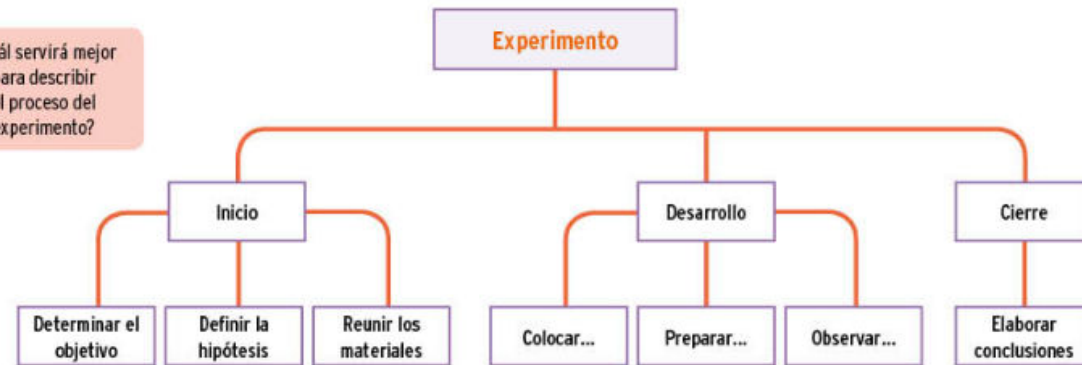 ál servirá mejor
ara describir
l proceso del
xperimento?
Experimento
Inicio
Desarrollo
Cierre
Determinar el
objetivo
Definir la
hipótesis
Reunir los
materiales
Colocar...
Preparar...
Observar...
Elaborar
conclusiones